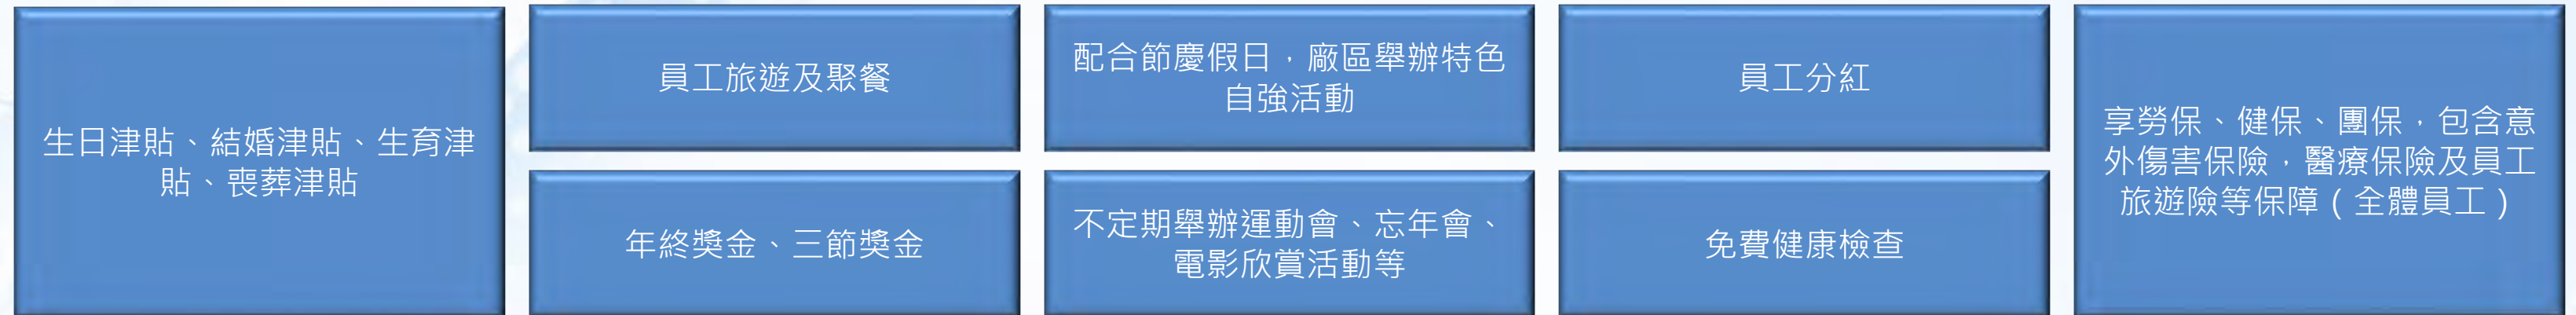 生日津貼、結婚津貼、生育津
貼、喪葬津貼
員工旅遊及聚餐
年終獎金、三節獎金
配合節慶假日，廠區舉辦特色
自強活動
不定期舉辦運動會、忘年會、
電影欣賞活動等
員工分紅
免費健康檢查
享勞保、健保、團保，包含意
外傷害保險，醫療保險及員工
旅遊險等保障（全體員工）